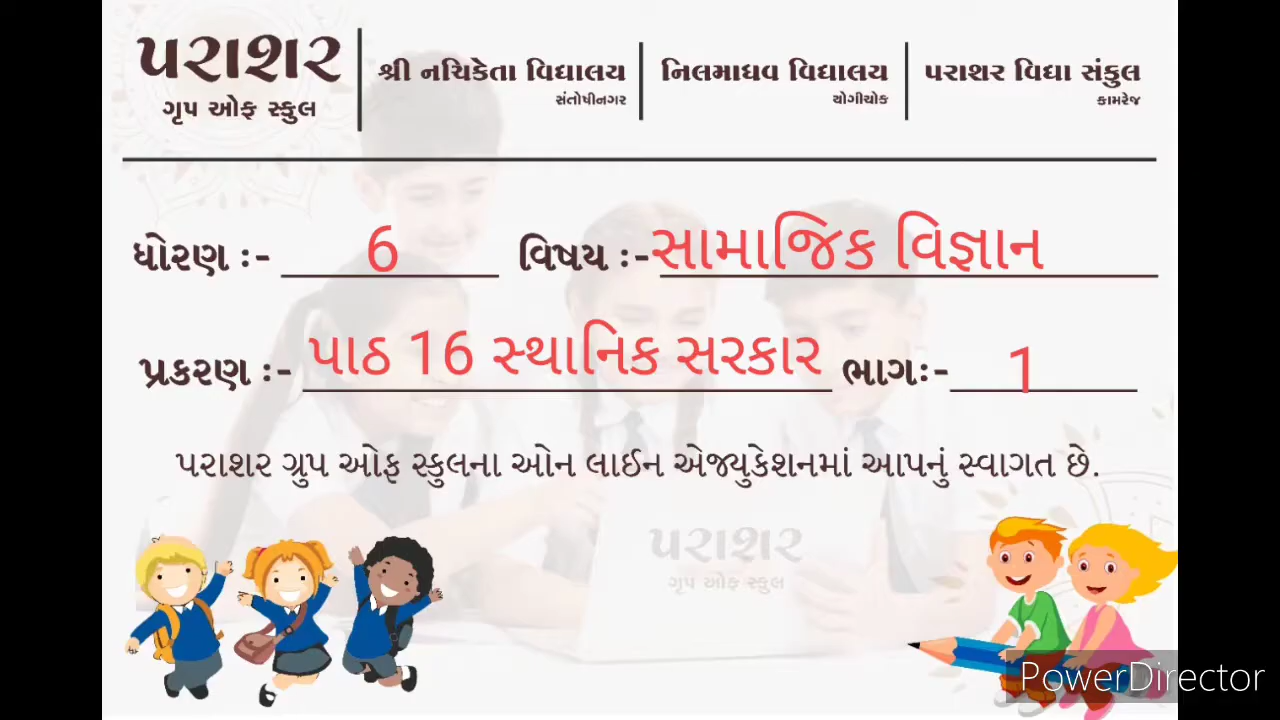 પરાશર
ગૃપ ઓફ સ્કુલ
શ્રી નચિકેતા વિદ્યાલય
સંતોષીનગર
નિલમાધવ વિદ્યાલય
યોગીચોક
પરાશર વિદ્યા સંકુલ
કામરેજ
ધોરણ :- 6 વિષય :- સામાજિક વિજ્ઞાન
પ્રકરણ :- પાઠ 16 સ્થાનિક સરકાર ભાગ:- 1
પરાશર ગ્રુપ ઓફ સ્કુલના ઓન લાઈન એજ્યુકેશનમાં આપનું સ્વાગત છે.
પરાશર
ગૃપ ઓફ સ્કુલ
PowerDirector